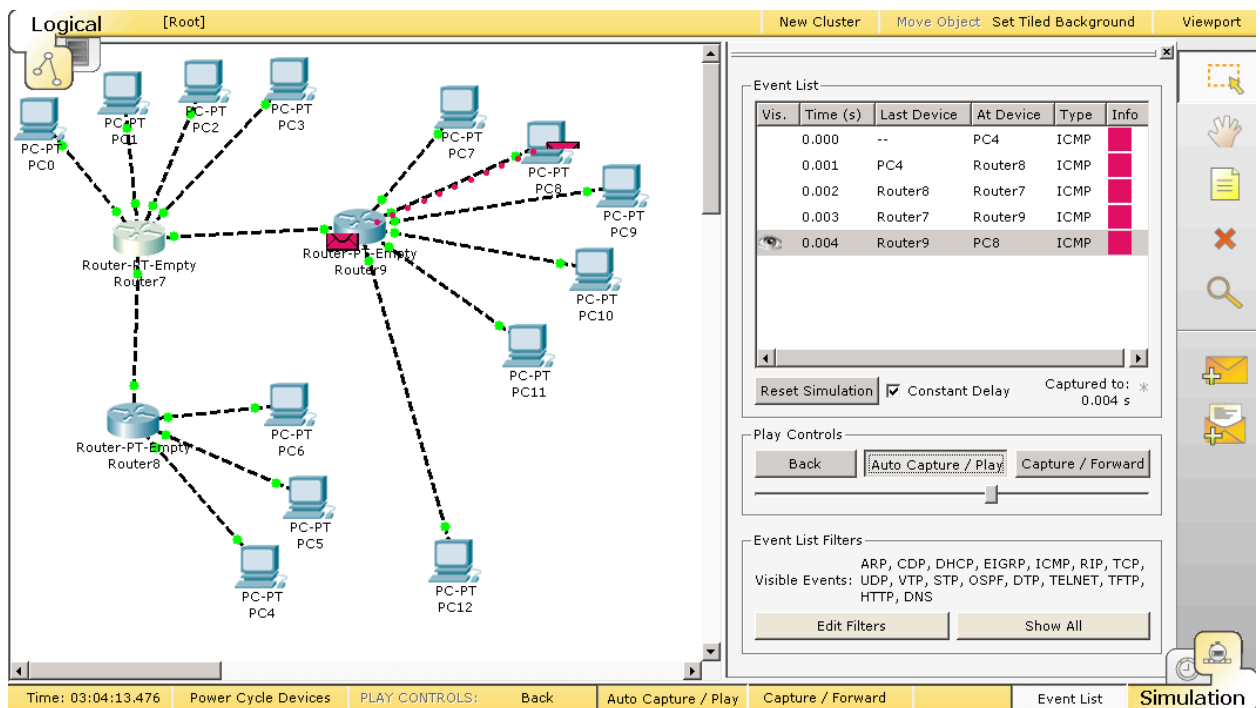 Logical [Root] New Cluster Move Object Set Tiled Background Viewport
PC-PT
PC0
PC-PT
PC1
PC-PT
PC2
PC-PT
PC3
PC-PT
PC7
PC-PT
PC8
PC-PT
PC9
PC-PT
PC10
PC-PT
PC11
Router-PT-Empty
Router7
Router-PT-Empty
Router9
Router-PT-Empty
Router8
PC-PT
PC6
PC-PT
PC5
PC-PT
PC4
PC-PT
PC12
Event List
Vis. Time (s) Last Device At Device Type Info
0.000 -- PC4 ICMP
0.001 PC4 Router8 ICMP
0.002 Router8 Router7 ICMP
0.003 Router7 Router9 ICMP
0.004 Router9 PC8 ICMP
Reset Simulation Constant Delay Captured to: *
0.004 s
Play Controls
Back Auto Capture / Play Capture / Forward
Event List Filters
Visible Events: ARP, CDP, DHCP, EIGRP, ICMP, RIP, TCP,
UDP, VTP, STP, OSPF, DTP, TELNET, TFTP,
HTTP, DNS
Edit Filters Show All
Time: 03:04:13.476 Power Cycle Devices PLAY CONTROLS: Back Auto Capture / Play Capture / Forward Event List Simulation